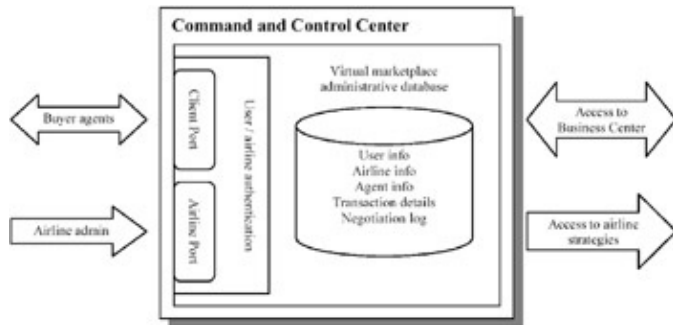 Command and Control Center
Buyer agents
Airline admin
Client Port
Airline Port
User / airline authentication
Virtual marketplace
administrative database
User info
Airline info
Agent info
Transaction details
Negotiation log
Access to
Business Center
Access to airline
strategies